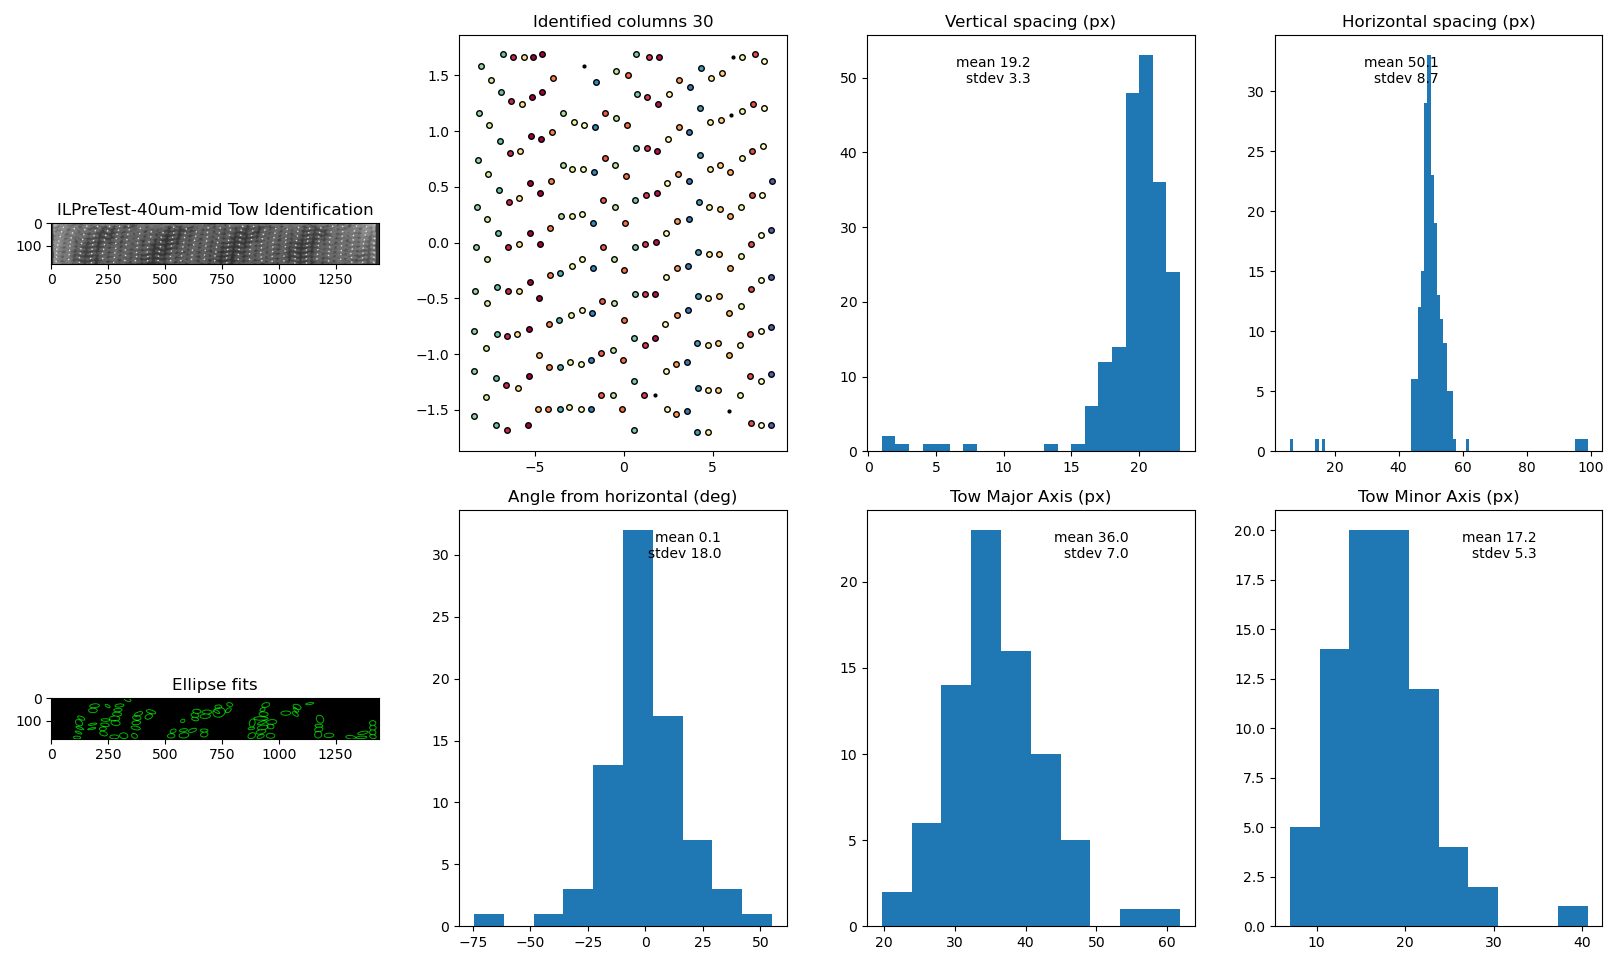 Identified columns 30
Vertical spacing (px)
Horizontal spacing (px)
ILPreTest-40um-mid Tow Identification
0
100
0 250 500 750 1000 1250
1.5
1.0
0.5
0.0
−0.5
−1.0
−1.5
−5 0 5
mean 19.2
stdev 3.3
50
40
30
20
10
0
0 5 10 15 20
mean 50.1
stdev 8.7
30
25
20
15
10
5
0
20 40 60 80 100
Ellipse fits
0
100
0 250 500 750 1000 1250
Angle from horizontal (deg)
mean 0.1
stdev 18.0
30
25
20
15
10
5
0
−75 −50 −25 0 25 50
Tow Major Axis (px)
mean 36.0
stdev 7.0
20
15
10
5
0
20 30 40 50 60
Tow Minor Axis (px)
mean 17.2
stdev 5.3
20.0
17.5
15.0
12.5
10.0
7.5
5.0
2.5
0.0
10 20 30 40